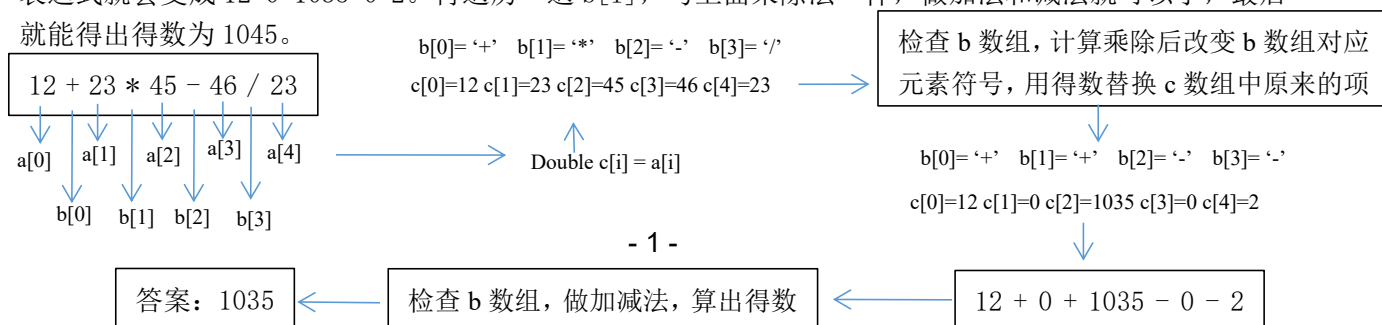 就能得出得数为 1045。
12 + 23 * 45 - 46 / 23
a[0] a[1] a[2] a[3] a[4]
b[0] b[1] b[2] b[3]
b[0]= ‘+’ b[1]= ‘*’ b[2]= ‘-’ b[3]= ‘/’
c[0]=12 c[1]=23 c[2]=45 c[3]=46 c[4]=23
Double c[i] = a[i]
检查 b 数组，计算乘除后改变 b 数组对应
元素符号，用得数替换 c 数组中原来的项
b[0]= ‘+’ b[1]= ‘+’ b[2]= ‘-’ b[3]= ‘-’
c[0]=12 c[1]=0 c[2]=1035 c[3]=0 c[4]=2
- 1 -
12 + 0 + 1035 - 0 - 2
检查 b 数组，做加减法，算出得数
答案：1035